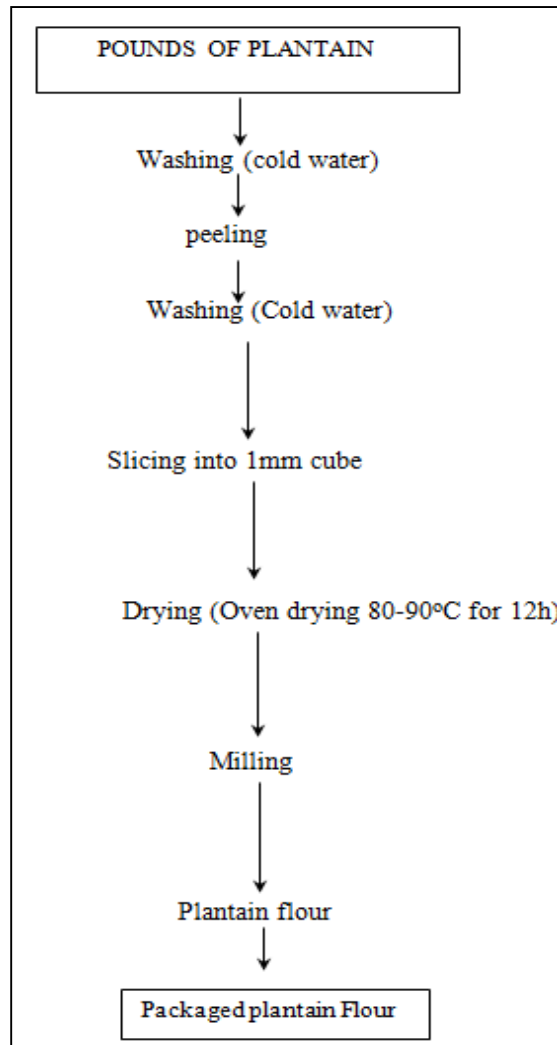 POUNDS OF PLANTAIN
Washing (cold water)
peeling
Washing (Cold water)
Slicing into 1mm cube
Drying (Oven drying 80-90°C for 12h)
Milling
Plantain flour
Packaged plantain Flour